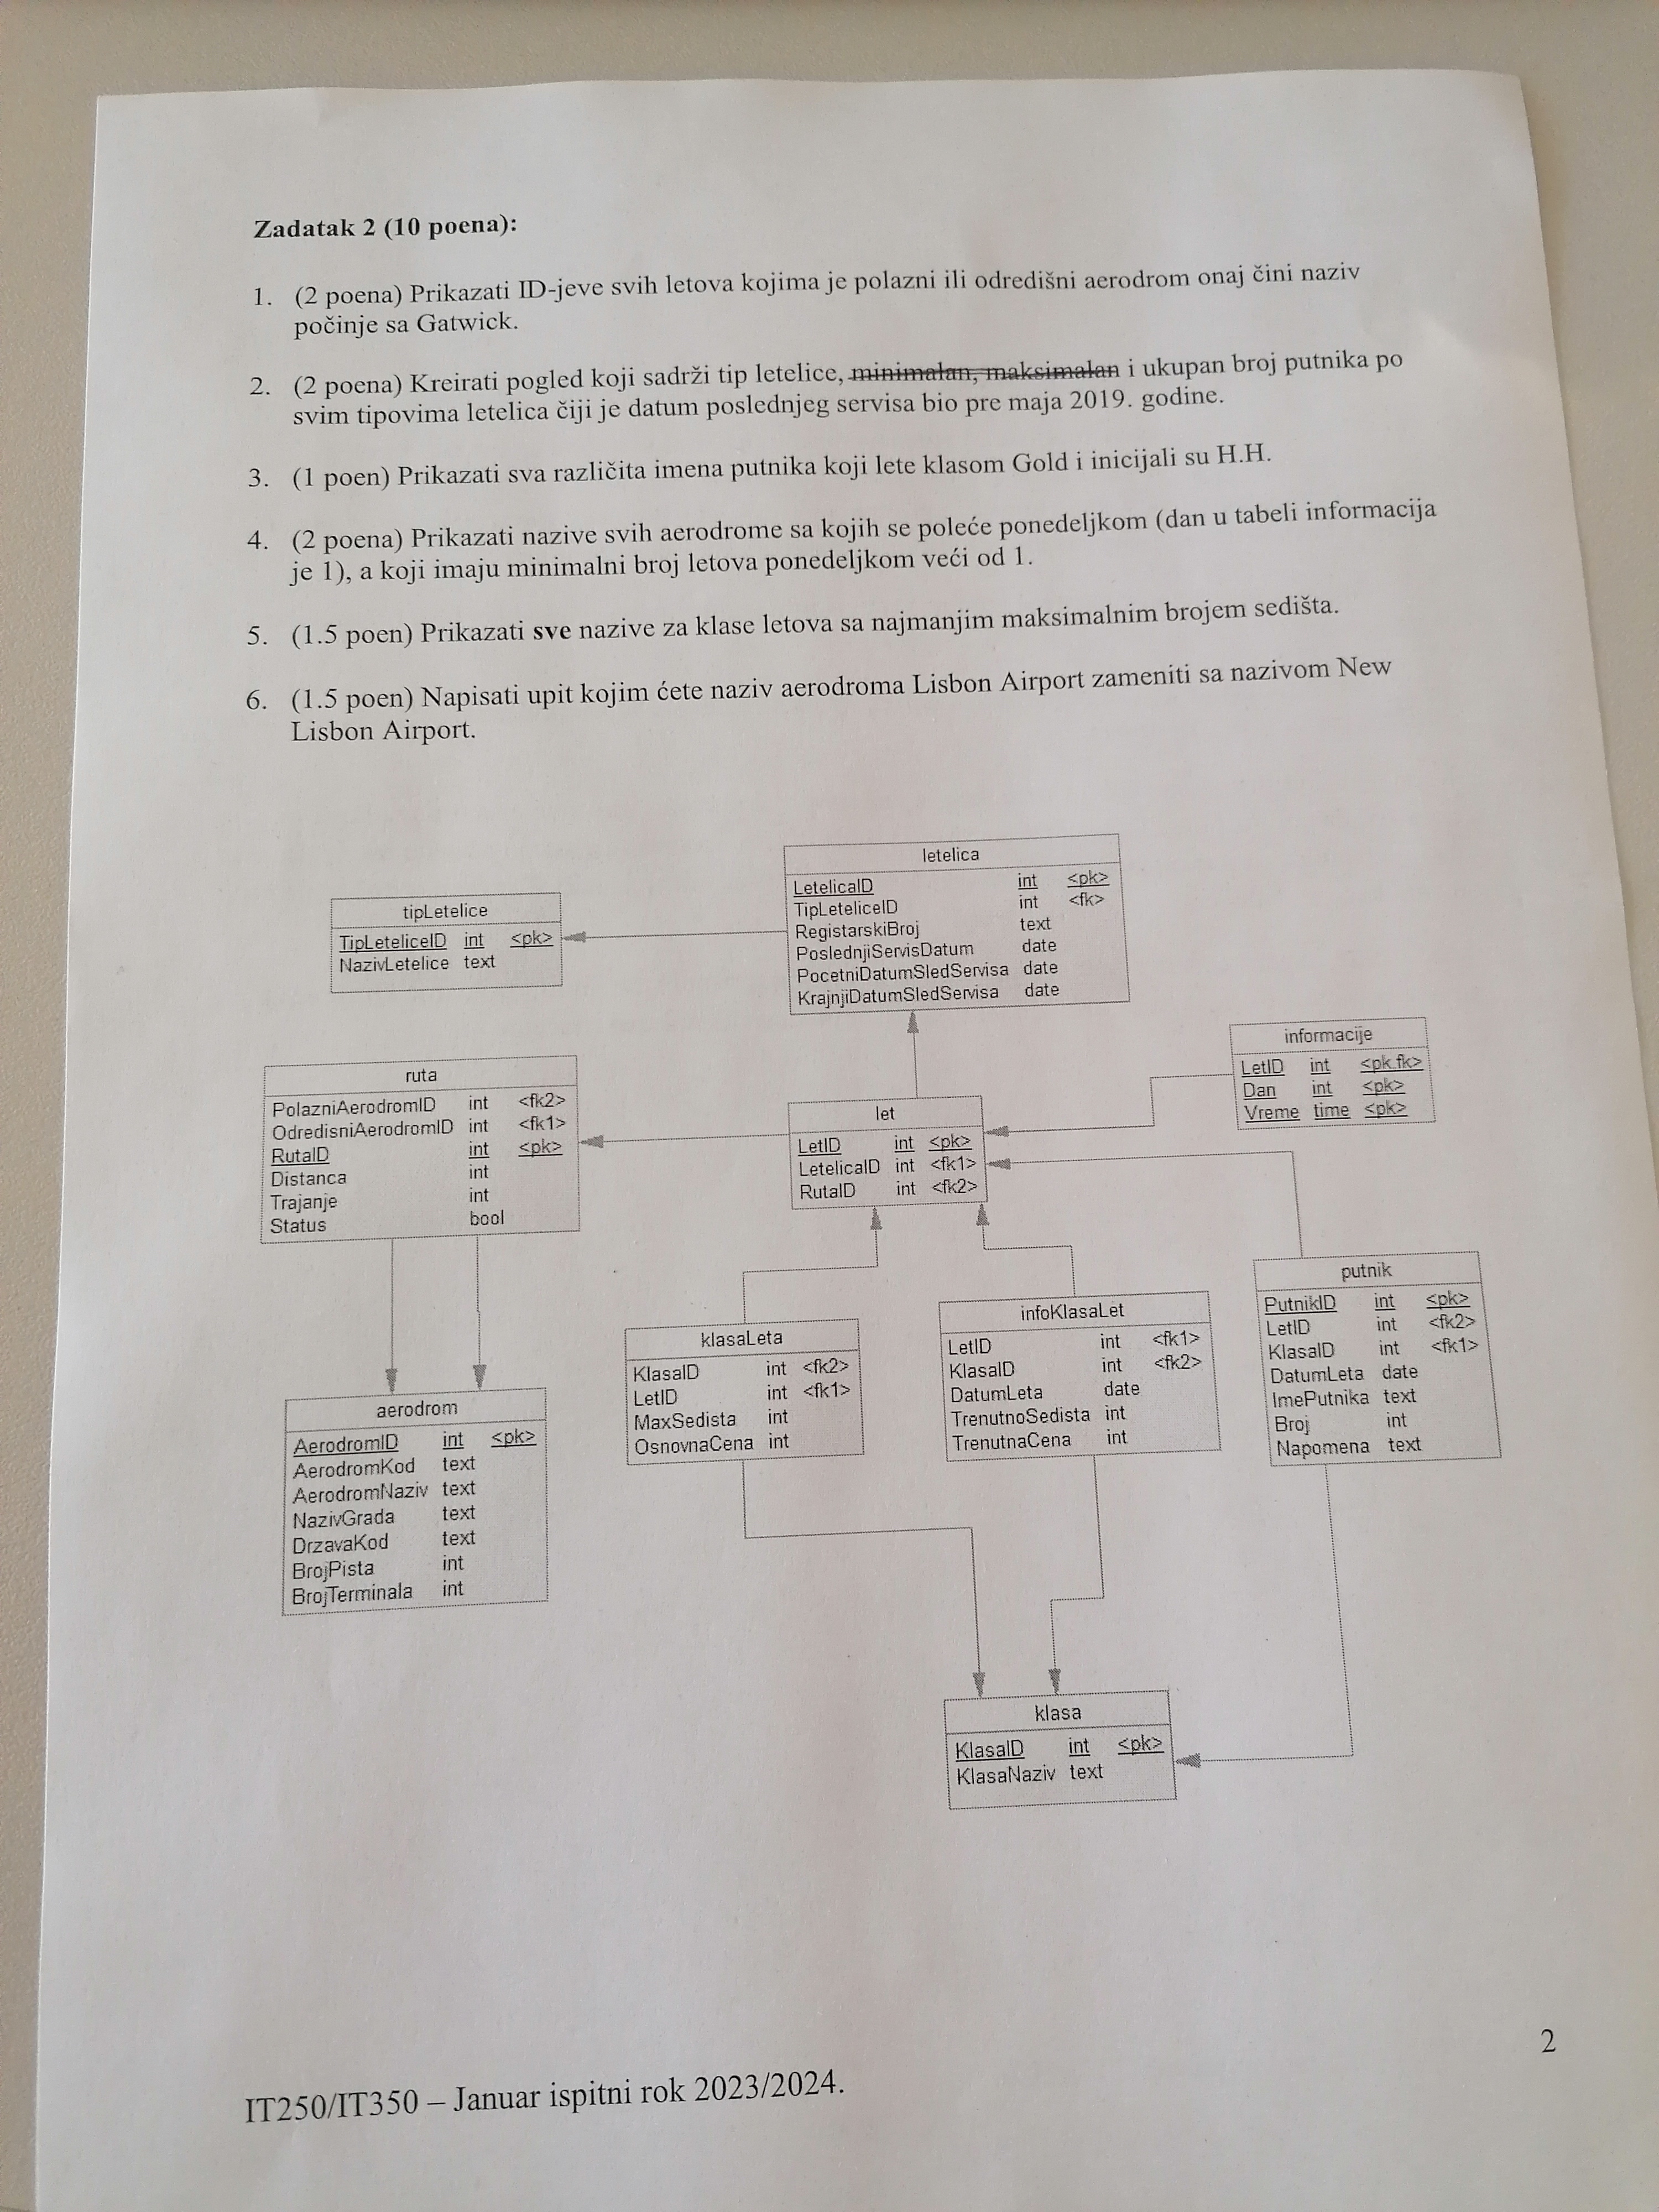 Zadatak 2 (10 poena):
1. (2 poena) Prikazati ID-jeve svih letova kojima je polazni ili odredišni aerodrom onaj čini naziv
počinje sa Gatwick.
2. (2 poena) Kreirati pogled koji sadrži tip letelice, minimalan, maksimalan i ukupan broj putnika po
svim tipovima letelica čiji je datum poslednjeg servisa bio pre maja 2019. godine.
3. (1 poen) Prikazati sva različita imena putnika koji lete klasom Gold i inicijali su H.H.
4. (2 poena) Prikazati nazive svih aerodrome sa kojih se poleće ponedeljkom (dan u tabeli informacija
je 1), a koji imaju minimalni broj letova ponedeljkom veći od 1.
5. (1.5 poen) Prikazati sve nazive za klase letova sa najmanjim maksimalnim brojem sedišta.
6. (1.5 poen) Napisati upit kojim ćete naziv aerodroma Lisbon Airport zameniti sa nazivom New
Lisbon Airport.
tipLetelice
TipLeteliceID int <pk>
NazivLetelice text
letelica
LetelicaID int <pk>
TipLeteliceID int <fk>
RegistarskiBroj text
PoslednjiServisDatum date
PocetniDatumSledServisa date
KrajnjiDatumSledServisa date
informacije
LetID int <pk,fk>
Dan int <pk>
Vreme time <pk>
ruta
PolazniAerodromID int <fk2>
OdredisniAerodromID int <fk1>
RutaID int <pk>
Distanca int
Trajanje int
Status bool
let
LetID int <pk>
LetelicaID int <fk1>
RutaID int <fk2>
klasaLeta
KlasaID int <fk2>
LetID int <fk1>
MaxSedista int
OsnovnaCena int
infoKlasaLet
LetID int <fk1>
KlasaID int <fk2>
DatumLeta date
TrenutnoSedista int
TrenutnaCena int
putnik
PutnikID int <pk>
LetID int <fk2>
KlasaID int <fk1>
DatumLeta date
ImePutnika text
Broj int
Napomena text
aerodrom
AerodromID int <pk>
AerodromKod text
AerodromNaziv text
NazivGrada text
DrzavaKod text
BrojPista int
BrojTerminala int
klasa
KlasaID int <pk>
KlasaNaziv text
2
IT250/IT350 – Januar ispitni rok 2023/2024.